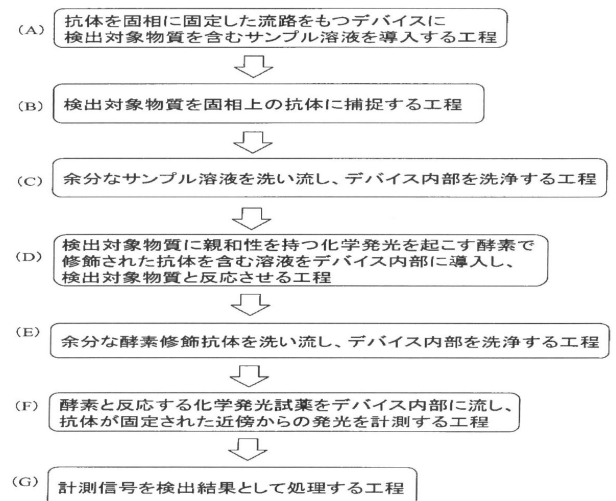 (A) 抗体を固相に固定した流路をもつデバイスに
検出対象物質を含むサンプル溶液を導入する工程
(B) 検出対象物質を固相上の抗体に捕捉する工程
(C) 余分なサンプル溶液を洗い流し、デバイス内部を洗浄する工程
(D) 検出対象物質に親和性を持つ化学発光を起こす酵素で
修飾された抗体を含む溶液をデバイス内部に導入し、
検出対象物質と反応させる工程
(E) 余分な酵素修飾抗体を洗い流し、デバイス内部を洗浄する工程
(F) 酵素と反応する化学発光試薬をデバイス内部に流し、
抗体が固定された近傍からの発光を計測する工程
(G) 計測信号を検出結果として処理する工程